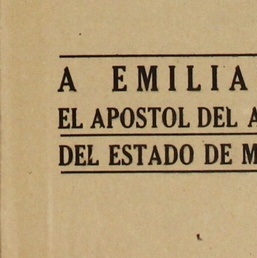 A EMILIA
EL APOSTOL DEL A
DEL ESTADO DE M